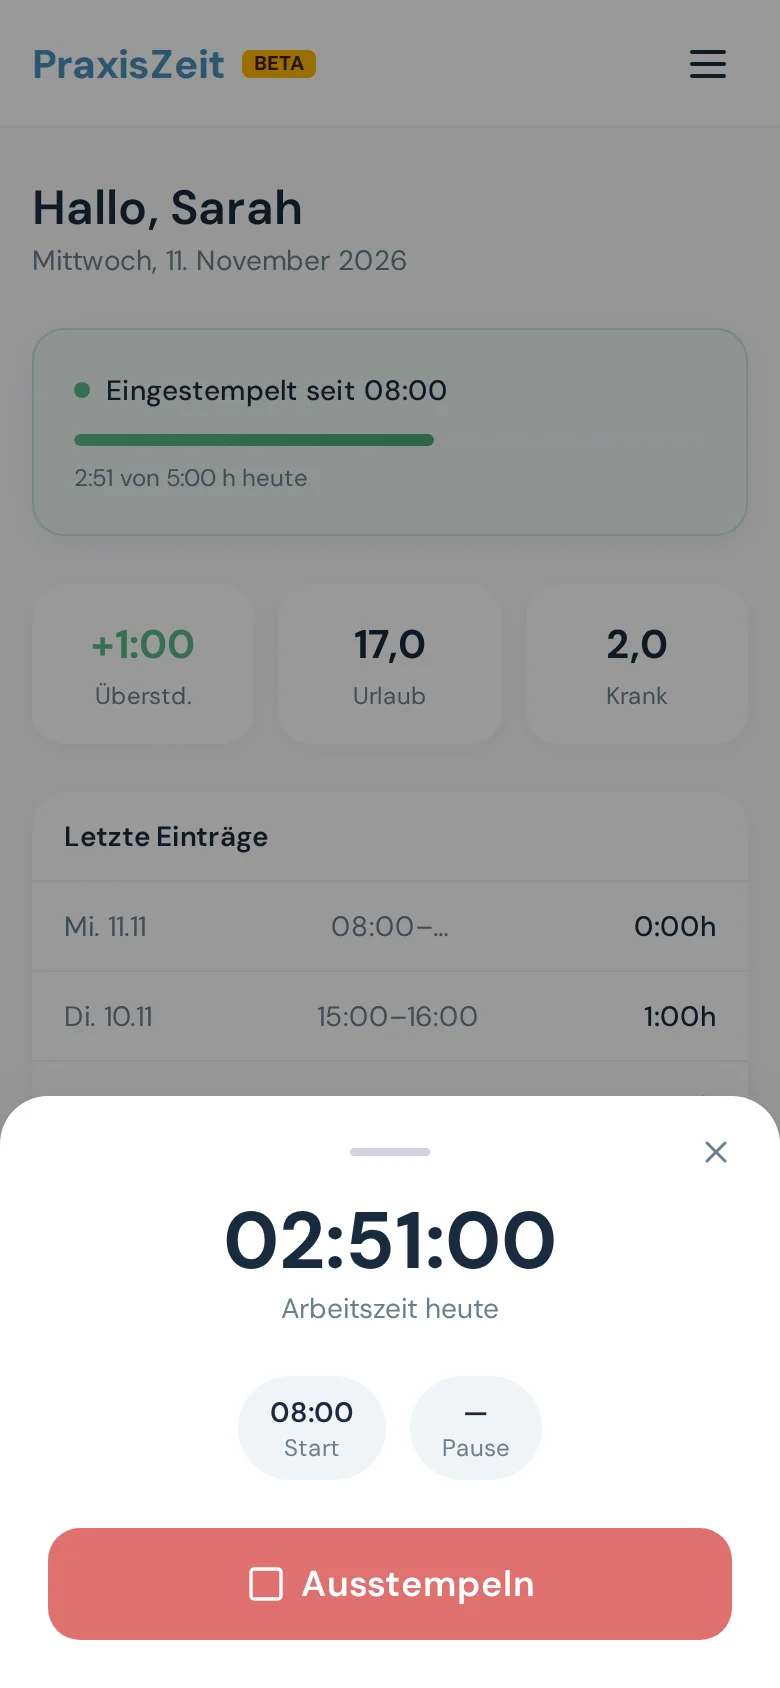 PraxisZeit BETA
Hallo, Sarah
Mittwoch, 11. November 2026
Eingestempelt seit 08:00
2:51 von 5:00 h heute
+1:00 17,0 2,0
Überstd. Urlaub Krank
Letzte Einträge
Mi. 11.11 08:00–... 0:00h
Di. 10.11 15:00–16:00 1:00h
02:51:00
Arbeitszeit heute
08:00 –
Start Pause
Ausstempeln